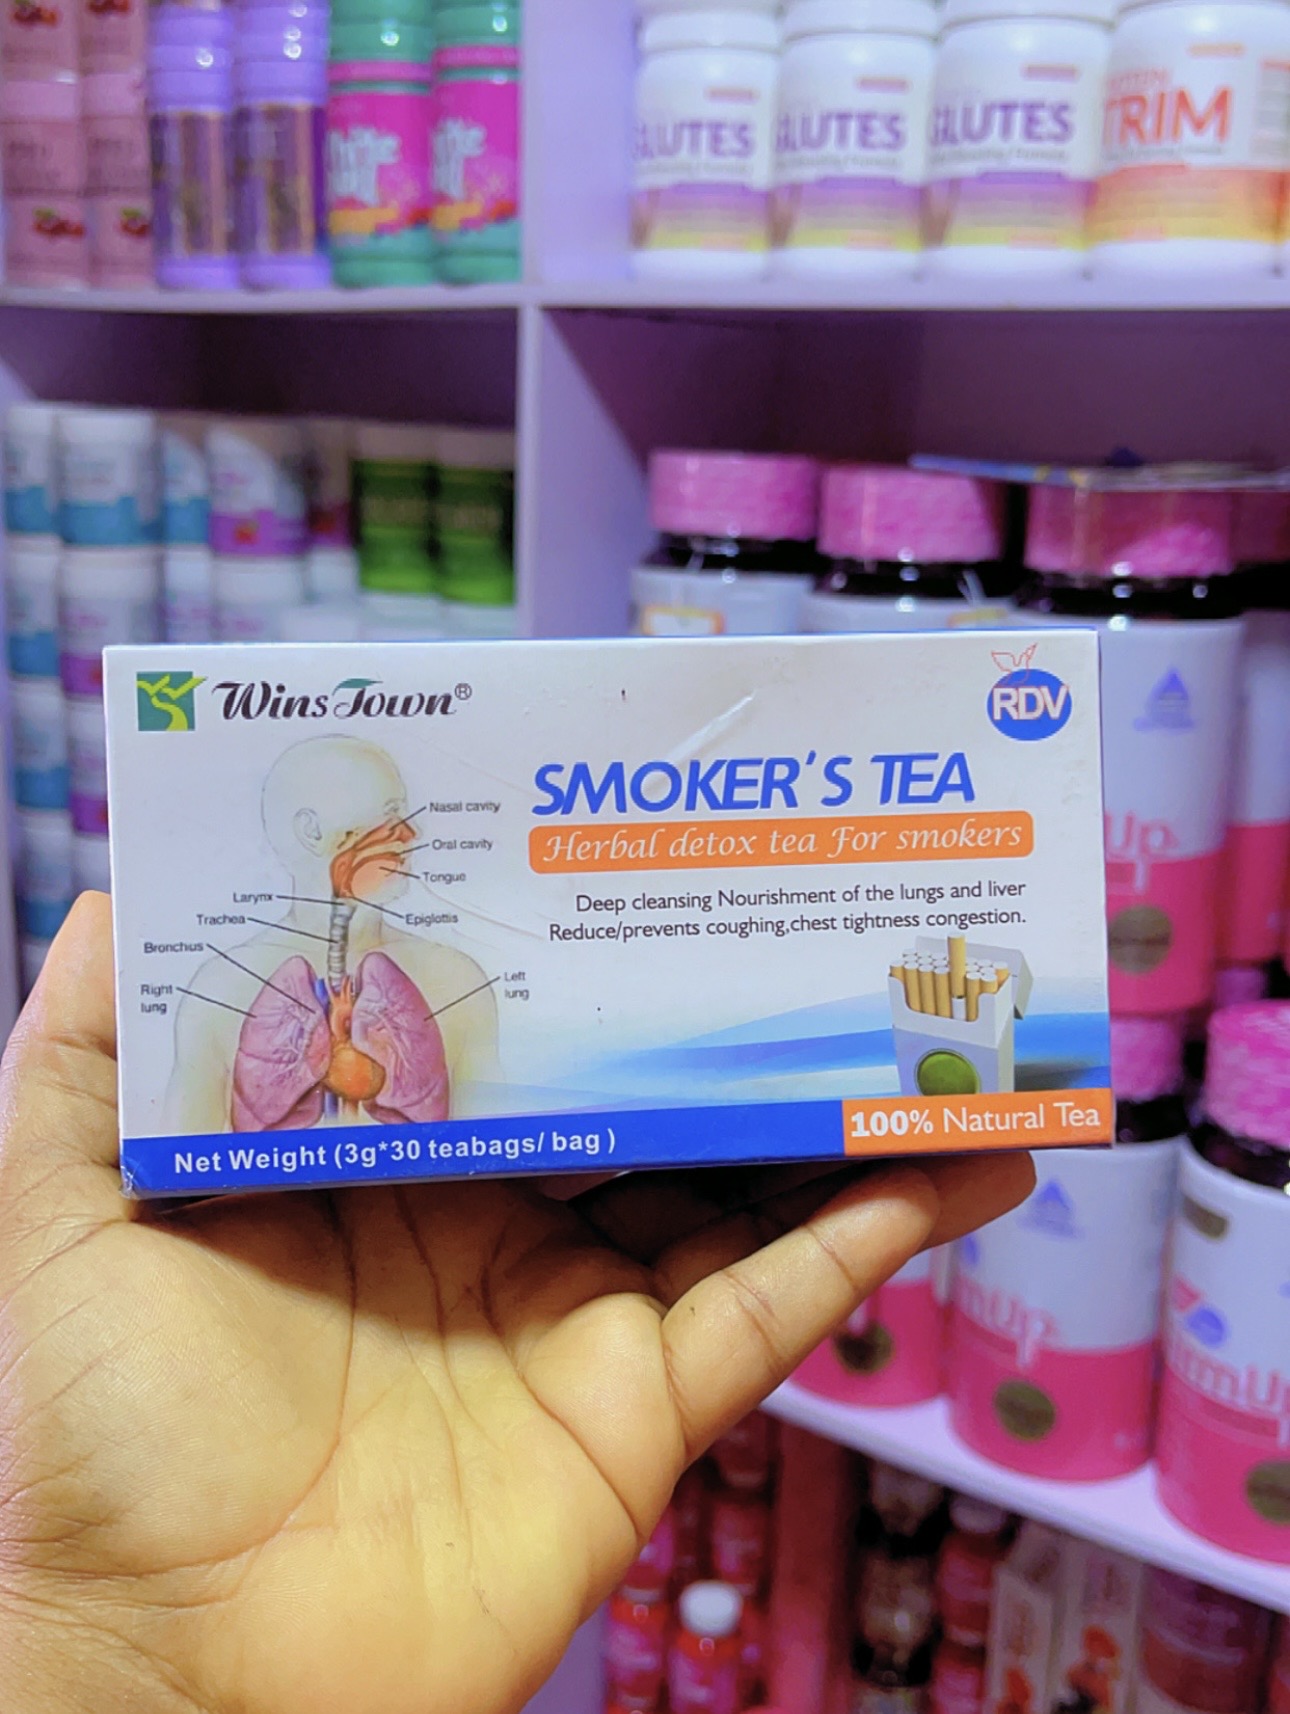 GLUTES
GLUTES
GLUTES
TRIM
Wins Town®
RDV
SMOKER'S TEA
Herbal detox tea For smokers
Deep cleansing Nourishment of the lungs and liver
Reduce/prevents coughing,chest tightness congestion.
Nasal cavity
Oral cavity
Tongue
Larynx
Trachea
Epiglottis
Bronchus
Right
lung
Left
lung
Net Weight (3g*30 teabags/ bag )
100% Natural Tea